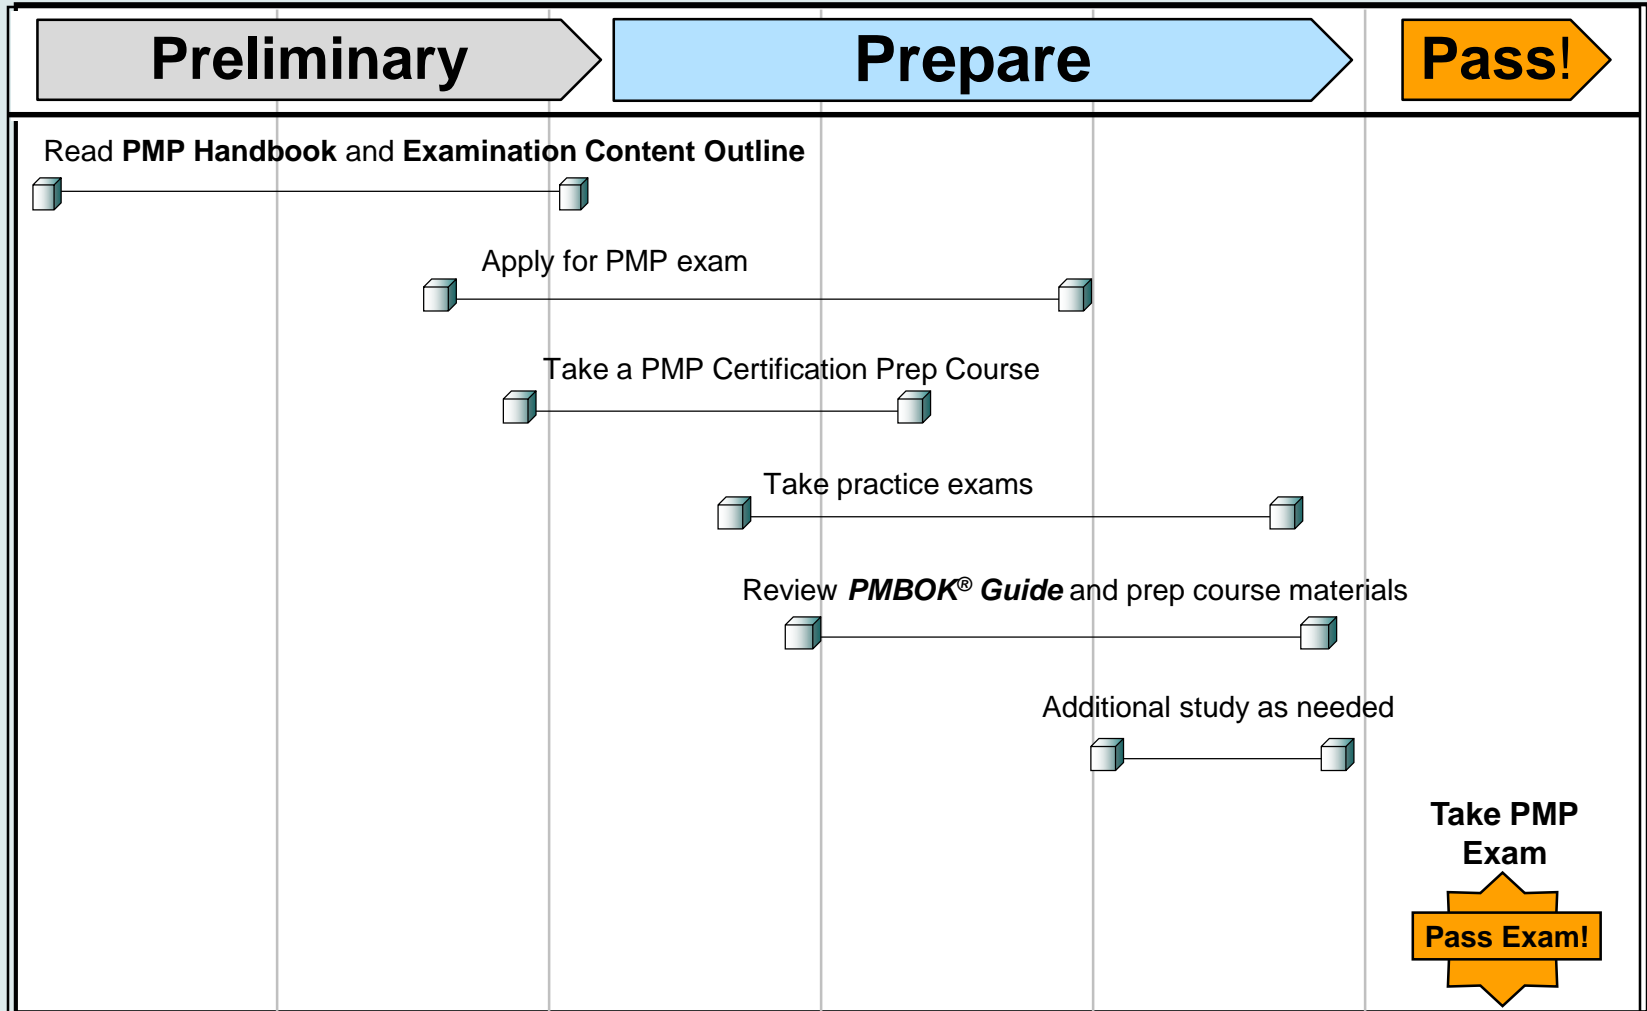 Preliminary
Prepare
Pass!
Read PMP Handbook and Examination Content Outline
Apply for PMP exam
Take a PMP Certification Prep Course
Take practice exams
Review PMBOK® Guide and prep course materials
Additional study as needed
Take PMP
Exam
Pass Exam!